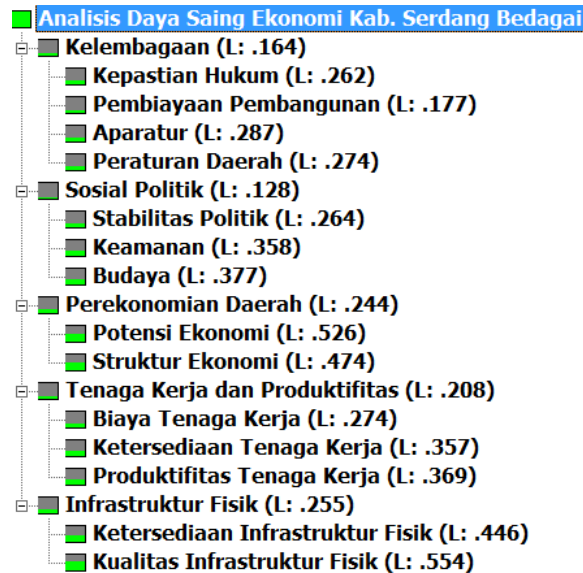 Analisis Daya Saing Ekonomi Kab. Serdang Bedagai
Kelembagaan (L: .164)
Kepastian Hukum (L: .262)
Pembiayaan Pembangunan (L: .177)
Aparatur (L: .287)
Peraturan Daerah (L: .274)
Sosial Politik (L: .128)
Stabilitas Politik (L: .264)
Keamanan (L: .358)
Budaya (L: .377)
Perekonomian Daerah (L: .244)
Potensi Ekonomi (L: .526)
Struktur Ekonomi (L: .474)
Tenaga Kerja dan Produktifitas (L: .208)
Biaya Tenaga Kerja (L: .274)
Ketersediaan Tenaga Kerja (L: .357)
Produktifitas Tenaga Kerja (L: .369)
Infrastruktur Fisik (L: .255)
Ketersediaan Infrastruktur Fisik (L: .446)
Kualitas Infrastruktur Fisik (L: .554)